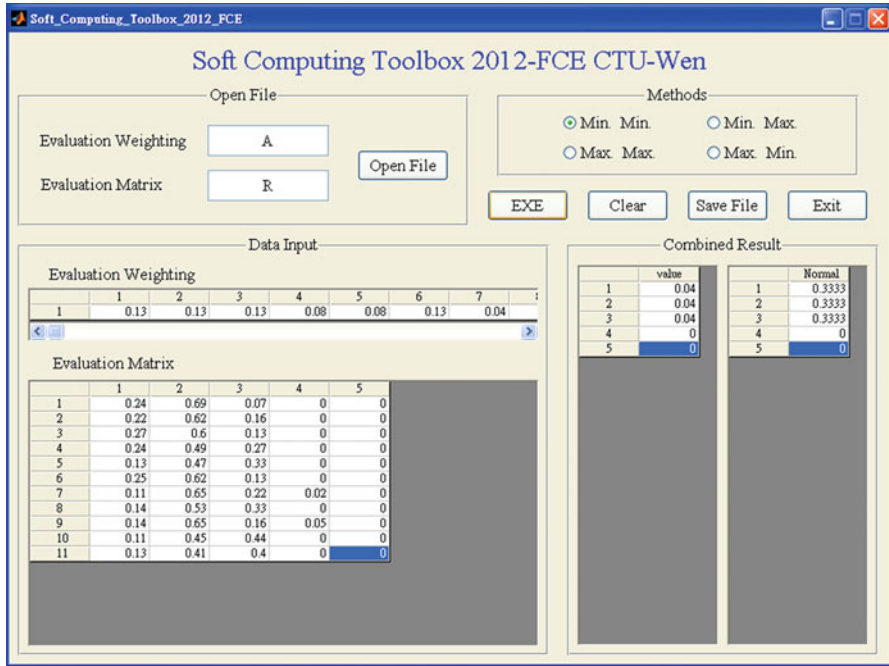 Soft_Computing_Toolbox_2012_FCE
Soft Computing Toolbox 2012-FCE CTU-Wen
Open File
Evaluation Weighting A
Evaluation Matrix R
Open File
Methods
Min. Min. Min. Max.
Max. Max. Max. Min.
EXE Clear Save File Exit
Data Input
Evaluation Weighting
1 2 3 4 5 6 7
1 0.13 0.13 0.13 0.08 0.08 0.13 0.04
Evaluation Matrix
1 2 3 4 5
1 0.24 0.69 0.07 0 0
2 0.22 0.62 0.16 0 0
3 0.27 0.6 0.13 0 0
4 0.24 0.49 0.27 0 0
5 0.13 0.47 0.33 0 0
6 0.25 0.62 0.13 0 0
7 0.11 0.65 0.22 0.02 0
8 0.14 0.53 0.33 0 0
9 0.14 0.65 0.16 0.05 0
10 0.11 0.45 0.44 0 0
11 0.13 0.41 0.4 0 0
Combined Result
value
1 0.04
2 0.04
3 0.04
4 0
5 0
Normal
1 0.3333
2 0.3333
3 0.3333
4 0
5 0